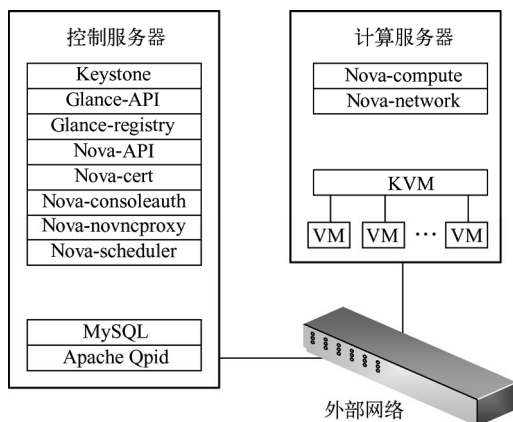 控制服务器
Keystone
Glance-API
Glance-registry
Nova-API
Nova-cert
Nova-consoleauth
Nova-novncproxy
Nova-scheduler
MySQL
Apache Qpid
计算服务器
Nova-compute
Nova-network
KVM
VM VM ··· VM
外部网络